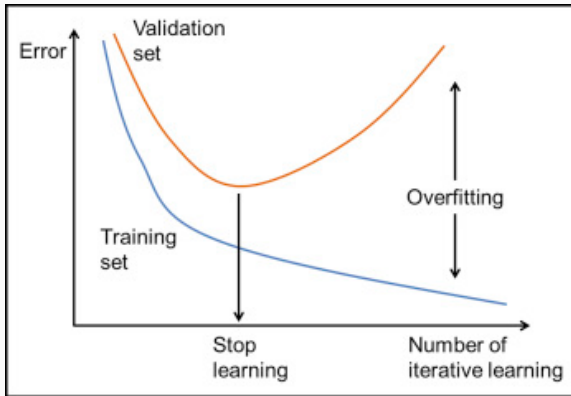 Validation
set
Error
Overfitting
Training
set
Stop
learning
Number of
iterative learning